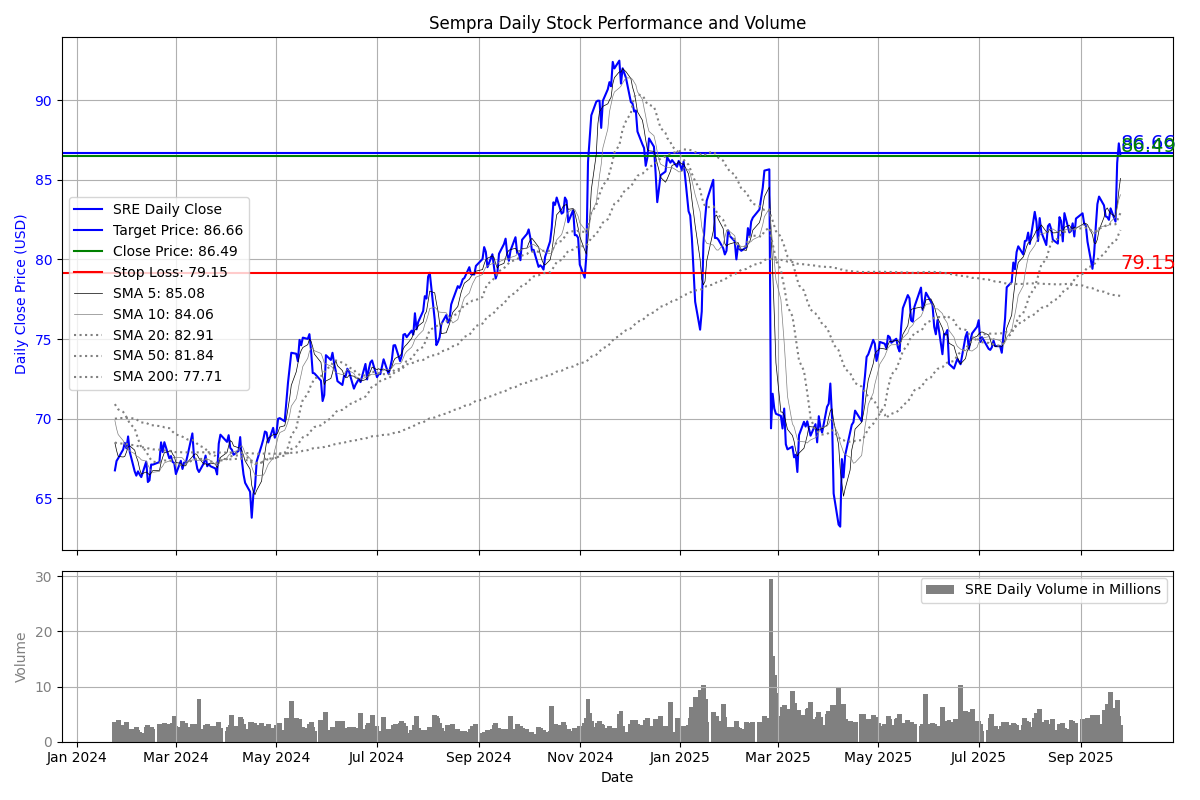 Sempra Daily Stock Performance and Volume
Daily Close Price (USD)
90
85
80
75
70
65
86.66
86.49
79.15
SRE Daily Close
Target Price: 86.66
Close Price: 86.49
Stop Loss: 79.15
SMA 5: 85.08
SMA 10: 84.06
SMA 20: 82.91
SMA 50: 81.84
SMA 200: 77.71
Volume
30
20
10
0
SRE Daily Volume in Millions
Jan 2024 Mar 2024 May 2024 Jul 2024 Sep 2024 Nov 2024 Jan 2025 Mar 2025 May 2025 Jul 2025 Sep 2025
Date